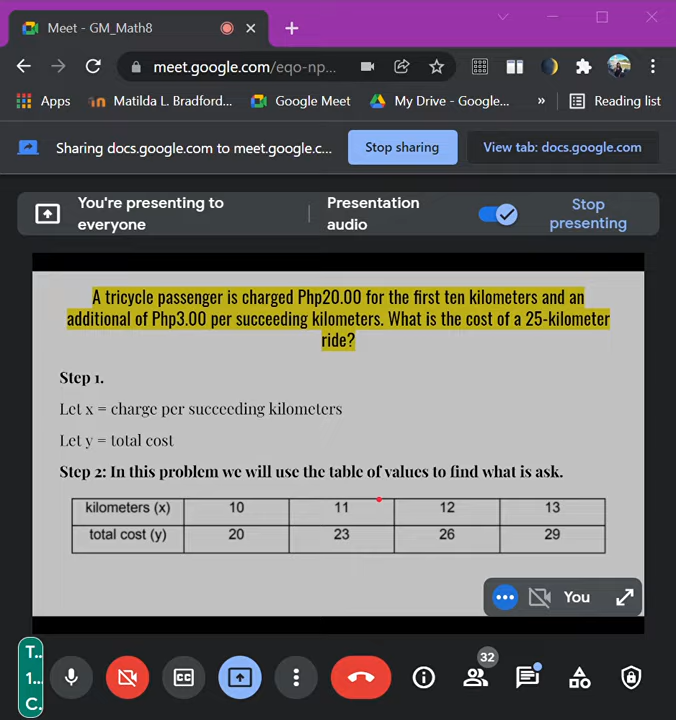 Meet - GM_Math8
meet.google.com/eqo-np...
Apps Matilda L. Bradford... Google Meet My Drive - Google... » Reading list
Sharing docs.google.com to meet.google.c... Stop sharing View tab: docs.google.com
You're presenting to everyone
Presentation audio
Stop presenting
A tricycle passenger is charged Php20.00 for the first ten kilometers and an
additional of Php3.00 per succeeding kilometers. What is the cost of a 25-kilometer
ride?
Step 1.
Let x = charge per succeeding kilometers
Let y = total cost
Step 2: In this problem we will use the table of values to find what is ask.
kilometers (x) 10 11 12 13
total cost (y) 20 23 26 29
You
T..
1...
C.
32